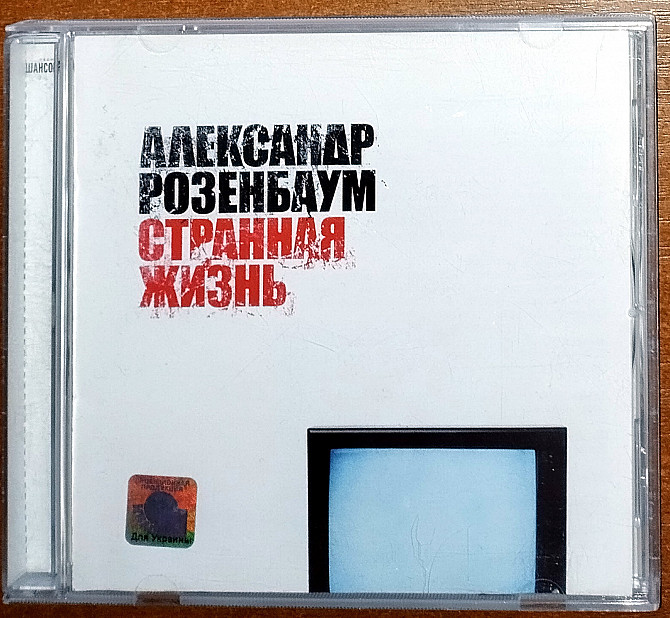 ШАНСОН
АЛЕКСАНДР
РОЗЕНБАУМ
СТРАННАЯ
ЖИЗНЬ
Для Украины